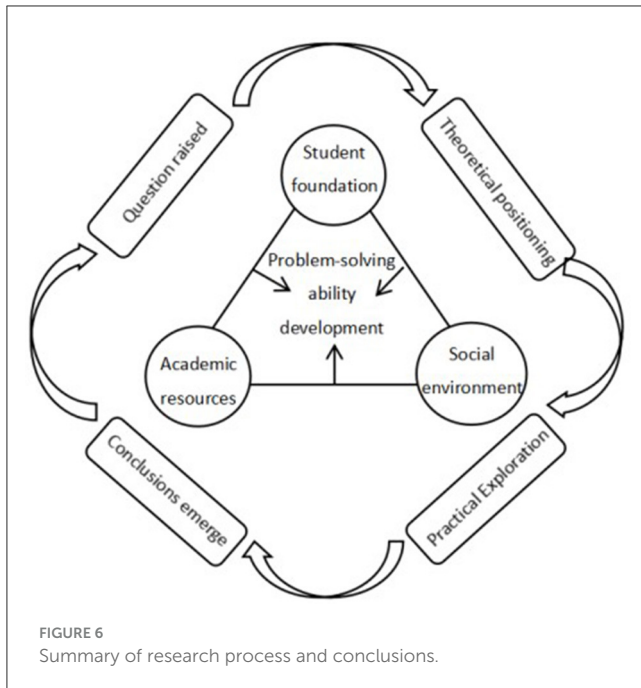 Question raised
Theoretical positioning
Student
foundation
Problem-solving
ability
development
Academic
resources
Social
environment
Conclusions emerge
Practical Exploration
FIGURE 6
Summary of research process and conclusions.